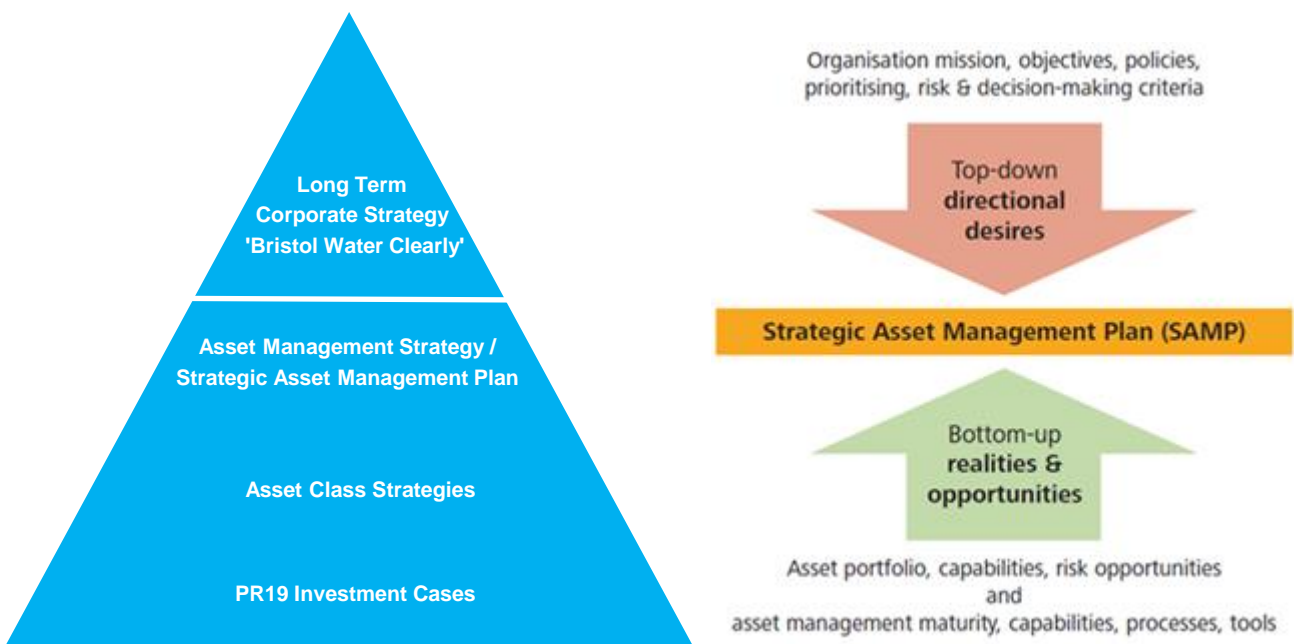 Long Term
Corporate Strategy
'Bristol Water Clearly'
Asset Management Strategy /
Strategic Asset Management Plan
Asset Class Strategies
PR19 Investment Cases
Organisation mission, objectives, policies,
prioritising, risk & decision-making criteria
Top-down
directional
desires
Strategic Asset Management Plan (SAMP)
Bottom-up
realities &
opportunities
Asset portfolio, capabilities, risk opportunities
and
asset management maturity, capabilities, processes, tools